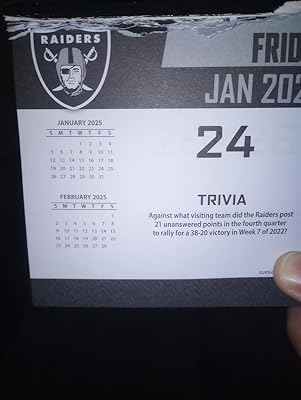 RAIDERS
FRID
JAN 202
JANUARY 2025
S M T W T F S
1 2 3 4
5 6 7 8 9 10 11
12 13 14 15 16 17 18
19 20 21 22 23 24 25
26 27 28 29 30 31
24
FEBRUARY 2025
S M T W T F S
1
2 3 4 5 6 7 8
9 10 11 12 13 14 15
16 17 18 19 20 21 22
23 24 25 26 27 28
TRIVIA
Against what visiting team did the Raiders post
21 unanswered points in the fourth quarter
to rally for a 38-20 victory in Week 7 of 2022?